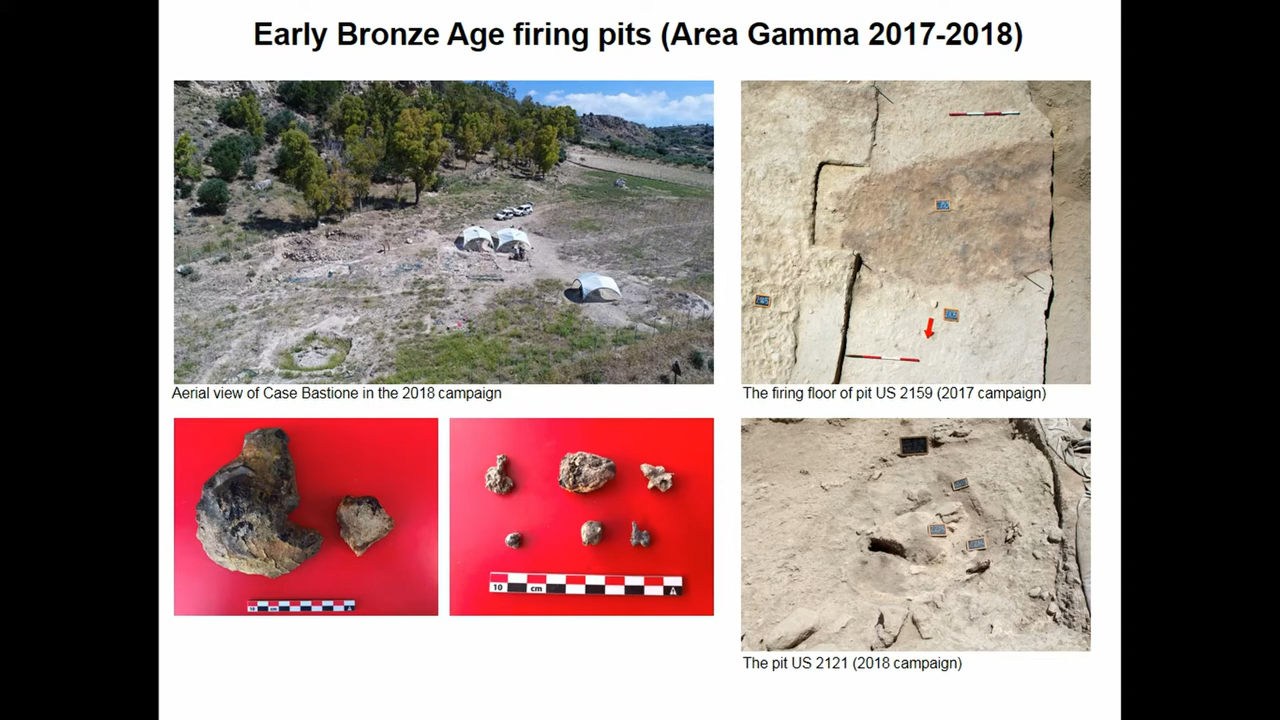 Early Bronze Age firing pits (Area Gamma 2017-2018)
Aerial view of Case Bastione in the 2018 campaign
The firing floor of pit US 2159 (2017 campaign)
10 cm A
The pit US 2121 (2018 campaign)